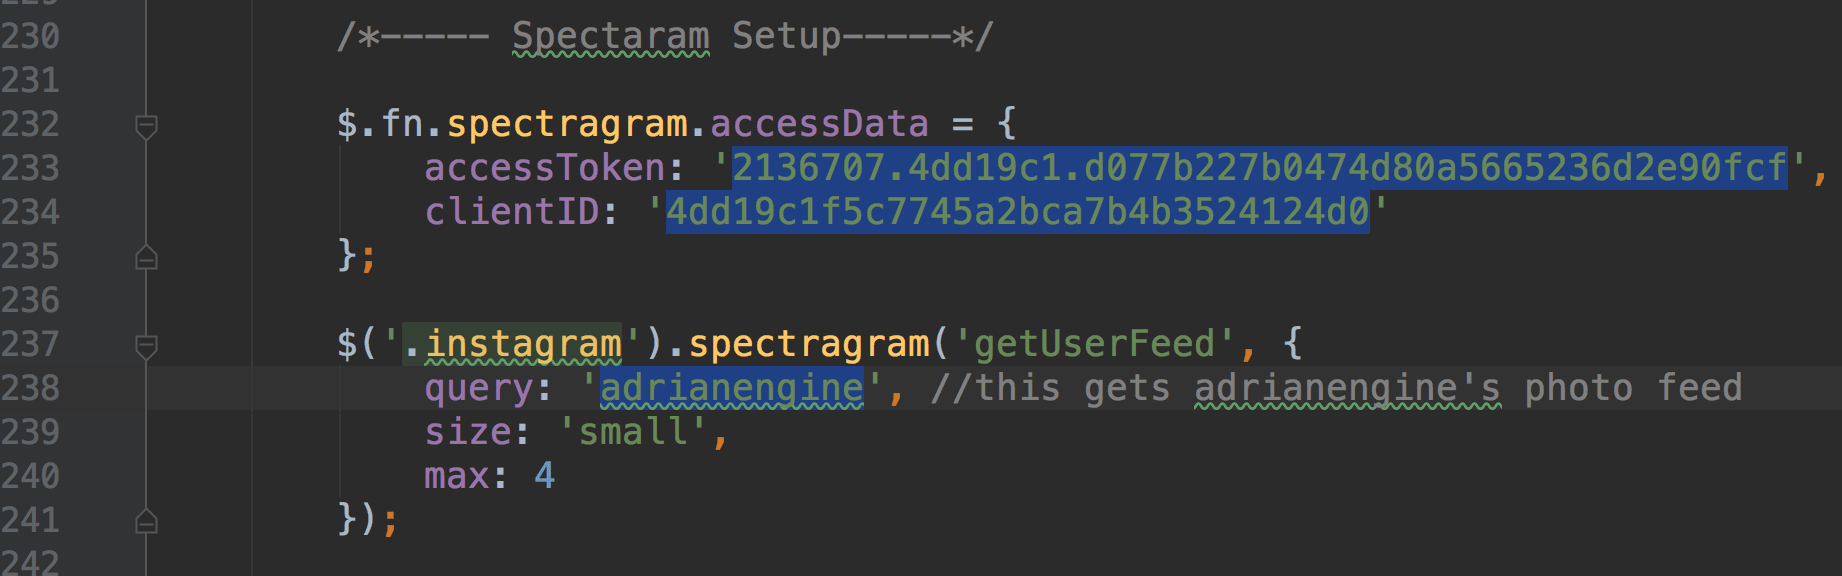 229
230 /*----- Spectaram Setup-----*/
231
232 $.fn.spectragram.accessData = {
233 accessToken: '2136707.4dd19c1.d077b227b0474d80a5665236d2e90fcf',
234 clientID: '4dd19c1f5c7745a2bca7b4b3524124d0'
235 };
236
237 $('.instagram').spectragram('getUserFeed', {
238 query: 'adrianengine', //this gets adrianengine's photo feed
239 size: 'small',
240 max: 4
241 });
242